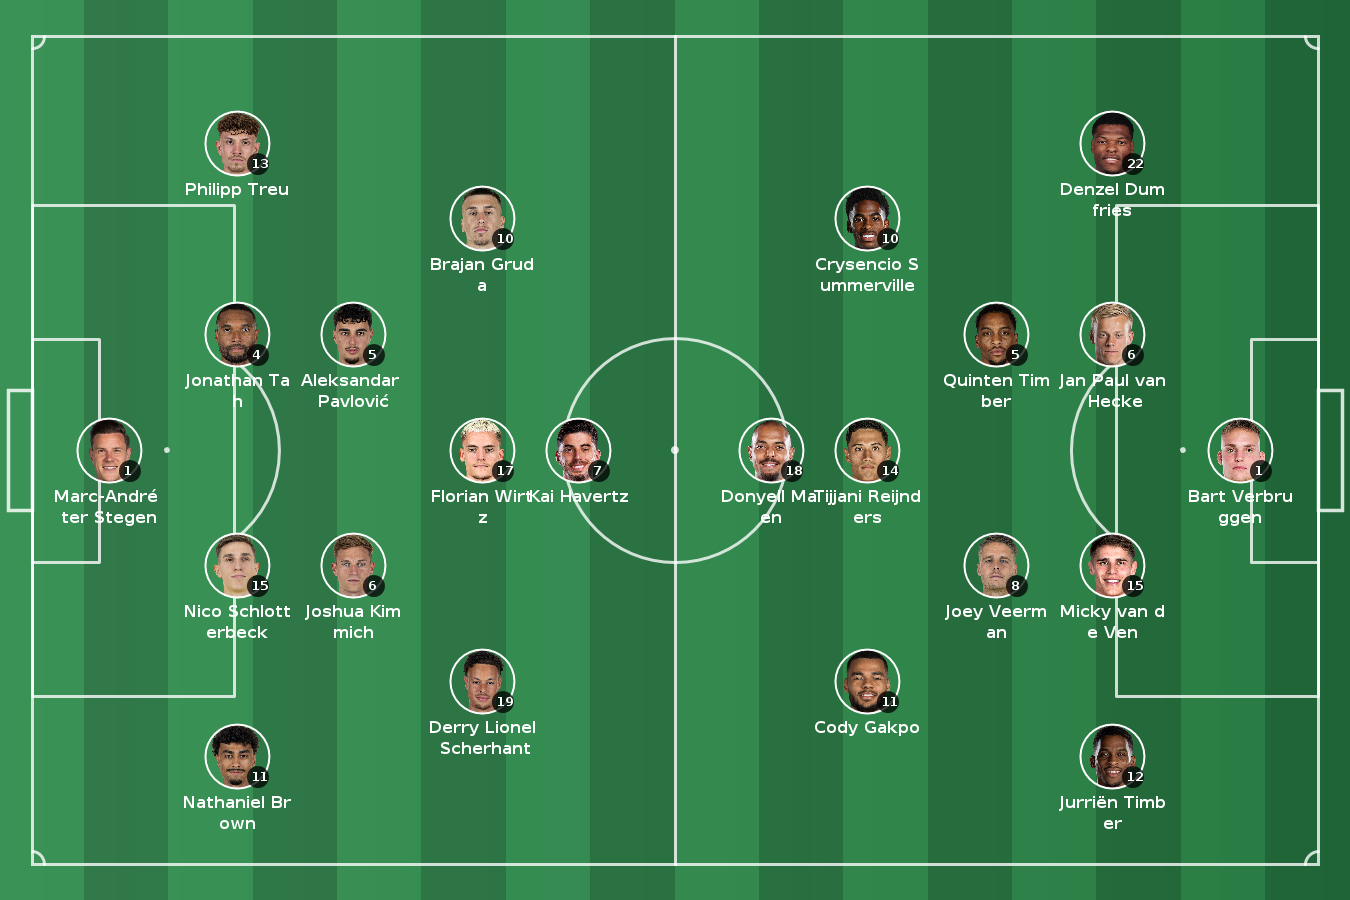 13
Philipp Treu
22
Denzel Dum
fries
10
Brajan Grud
a
10
Crysencio S
ummerville
4
Jonathan Ta
h
5
Aleksandar
Pavlović
5
Quinten Tim
ber
6
Jan Paul van
Hecke
1
Marc-André
ter Stegen
17
Florian Wirt
z
7
Kai Havertz
18
Donyell Mal
en
14
Tijjani Reijnd
ers
1
Bart Verbru
ggen
15
Nico Schlott
erbeck
6
Joshua Kim
mich
8
Joey Veerm
an
15
Micky van d
e Ven
19
Derry Lionel
Scherhant
11
Cody Gakpo
11
Nathaniel Br
own
12
Jurriën Timb
er